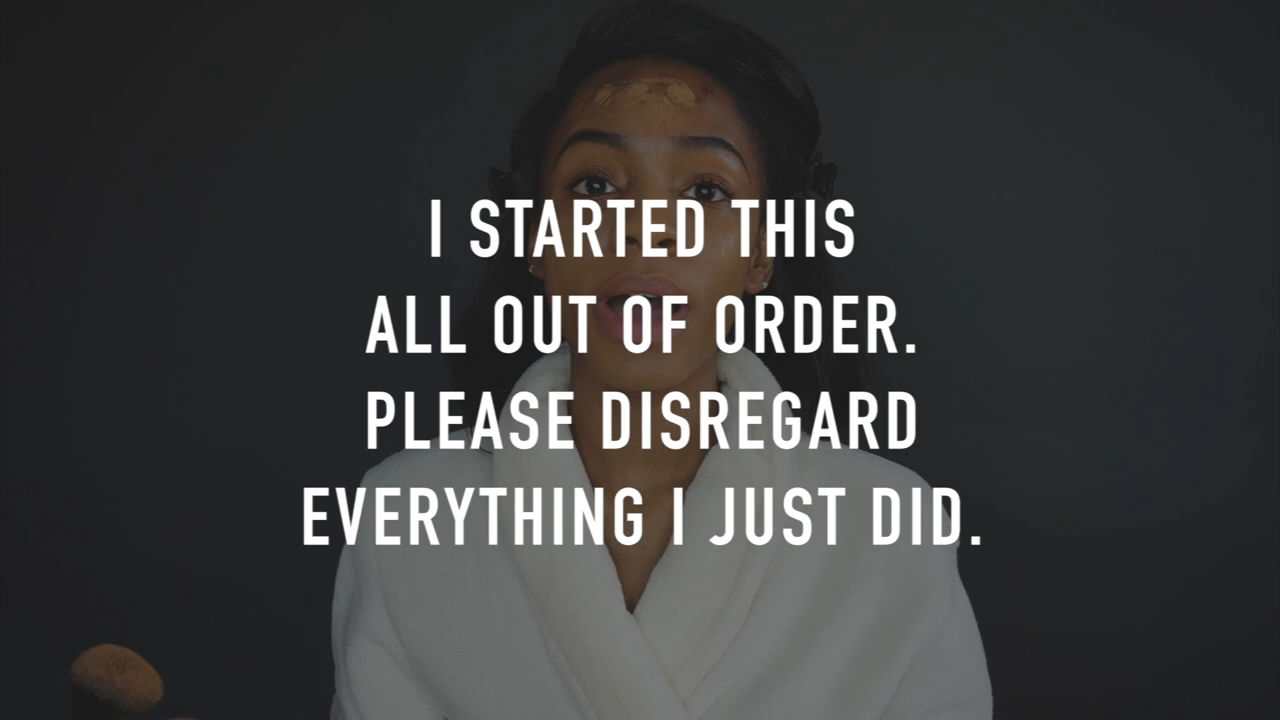 I STARTED THIS
ALL OUT OF ORDER.
PLEASE DISREGARD
EVERYTHING I JUST DID.